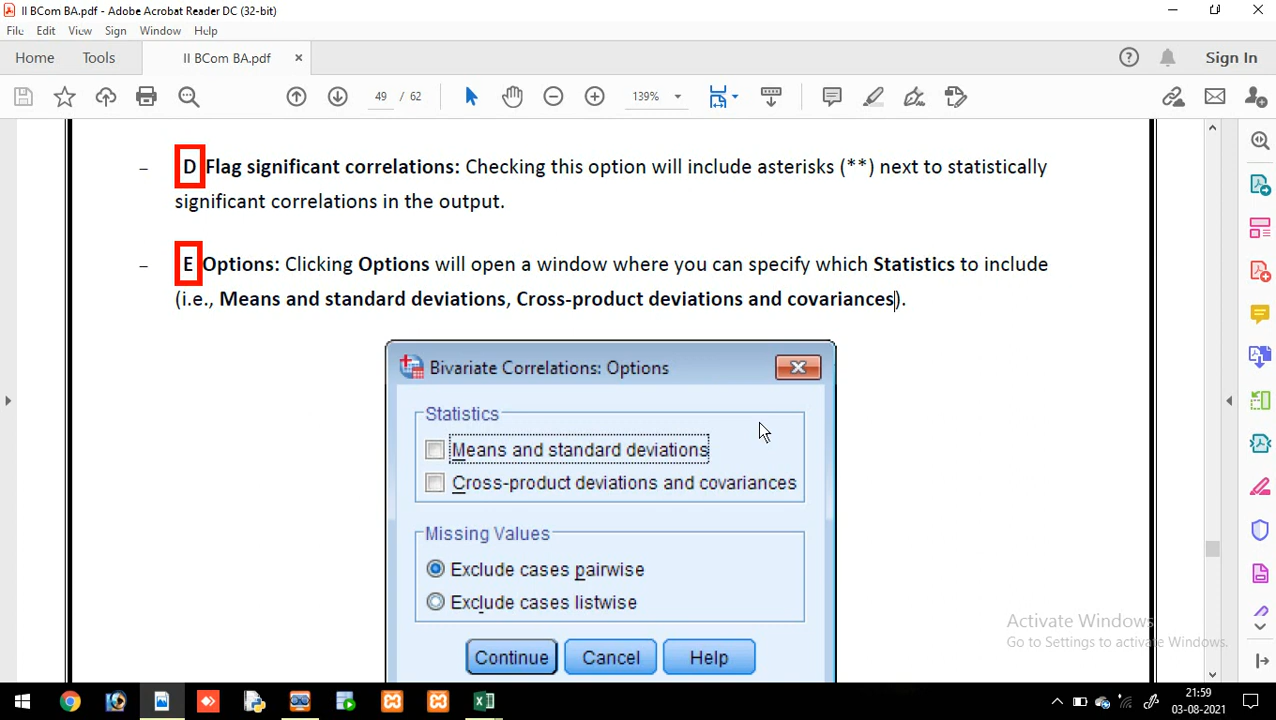 II BCom BA.pdf - Adobe Acrobat Reader DC (32-bit)
File Edit View Sign Window Help
Home Tools II BCom BA.pdf × Sign In
49 / 62 139%
– D Flag significant correlations: Checking this option will include asterisks (**) next to statistically
significant correlations in the output.
– E Options: Clicking Options will open a window where you can specify which Statistics to include
(i.e., Means and standard deviations, Cross-product deviations and covariances).
Bivariate Correlations: Options
Statistics
Means and standard deviations
Cross-product deviations and covariances
Missing Values
Exclude cases pairwise
Exclude cases listwise
Continue Cancel Help
Activate Windows
Go to Settings to activate Windows.
21:59
03-08-2021